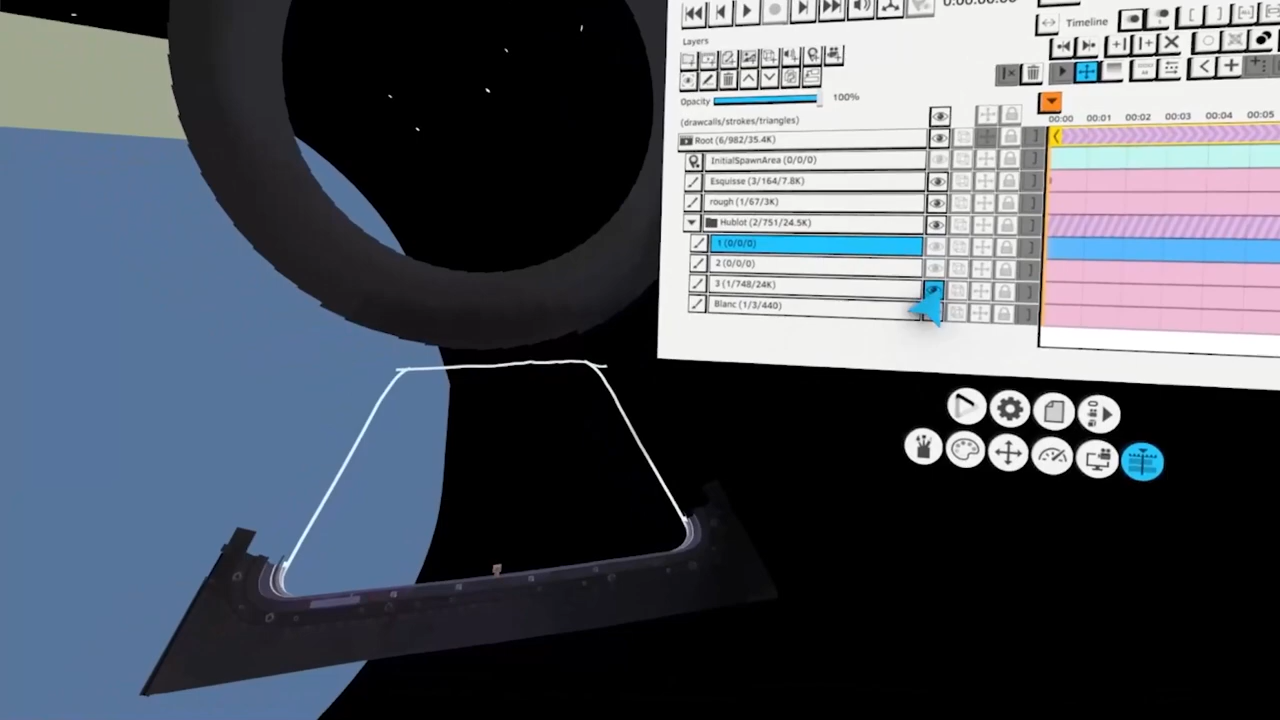 0:00:00:00
Layers
Timeline
Opacity 100%
(drawcalls/strokes/triangles)
00:00 00:01 00:02 00:03 00:04 00:05
Root (6/982/35.4K)
InitialSpawnArea (0/0/0)
Esquisse (3/164/7.8K)
rough (1/67/3K)
Hublot (2/751/24.5K)
1 (0/0/0)
2 (0/0/0)
3 (1/748/24K)
Blanc (1/3/440)